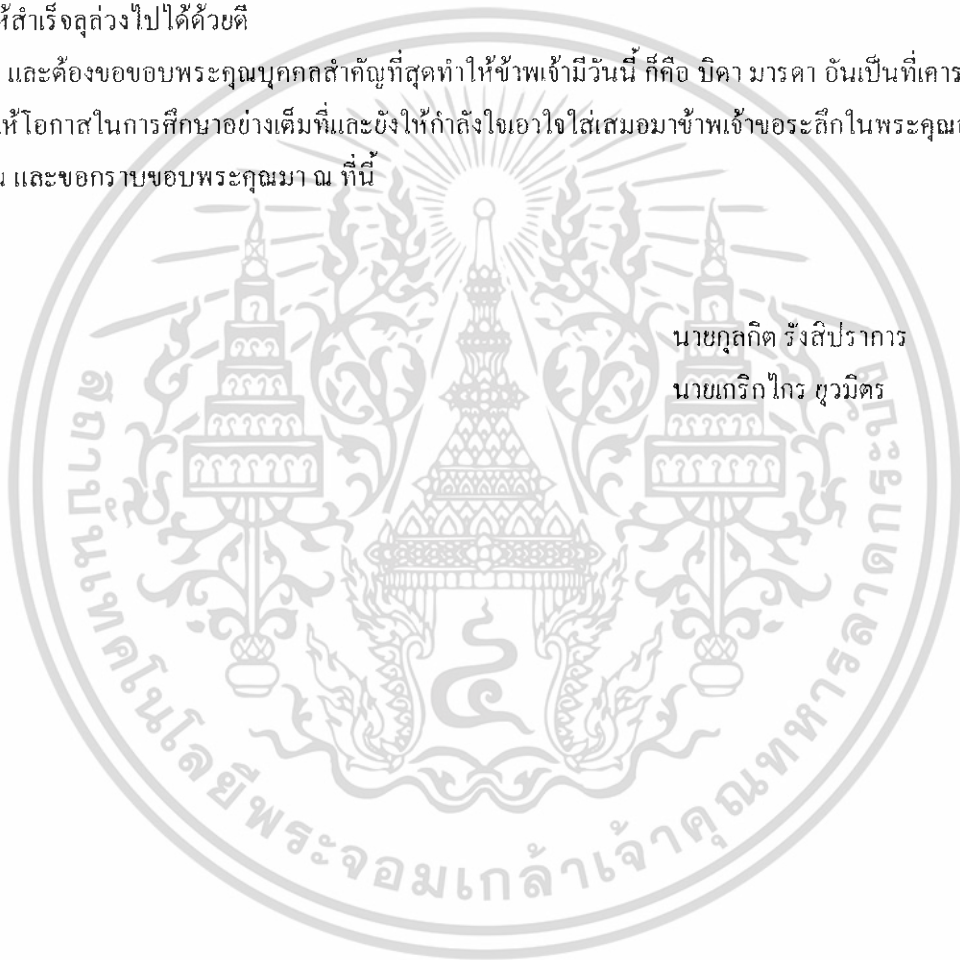 ห้สำเร็จลุล่วงไปได้ด้วยดี
และต้องขอขอบพระคุณบุคคลสำคัญที่สุดทำให้ข้าพเจ้ามีวันนี้ ก็คือ บิดา มารดา อันเป็นที่เคาร
ห้โอกาสในการศึกษาอย่างเต็มที่และยังให้กำลังใจเอาใจใส่เสมอมาข้าพเจ้าขอระลึกในพระคุณ
และขอกราบขอบพระคุณมา ณ ที่นี้
นายกุลกิต รังสิปราการ
นายเกริกไกร ยุวมิตร
สถาบันเทคโนโลยีพระจอมเกล้าเจ้าคุณทหารลาดกระบัง